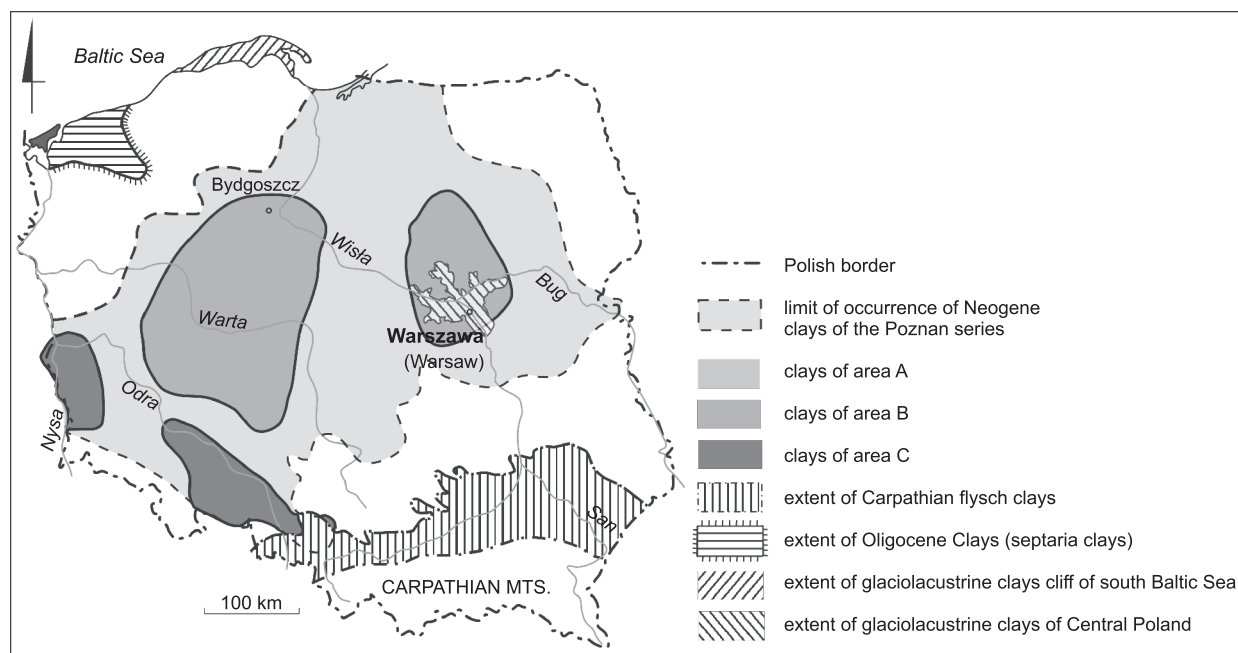 Baltic Sea
Bydgoszcz
Wisła
Bug
Warta
Warszawa
(Warsaw)
Odra
Nysa
San
CARPATHIAN MTS.
100 km
Polish border
limit of occurrence of Neogene
clays of the Poznan series
clays of area A
clays of area B
clays of area C
extent of Carpathian flysch clays
extent of Oligocene Clays (septaria clays)
extent of glaciolacustrine clays cliff of south Baltic Sea
extent of glaciolacustrine clays of Central Poland